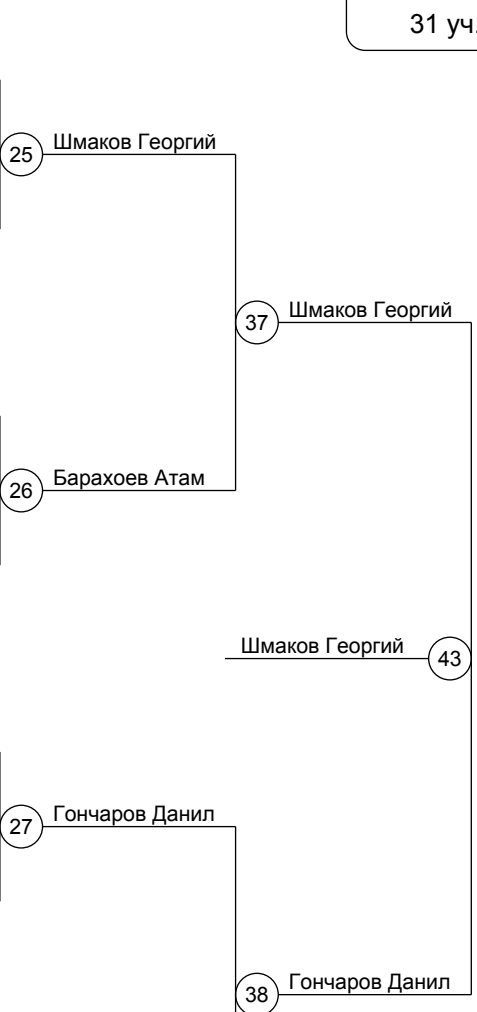 31 уч.
25 Шмаков Георгий
37 Шмаков Георгий
26 Барахоев Атам
Шмаков Георгий 43
27 Гончаров Данил
38 Гончаров Данил